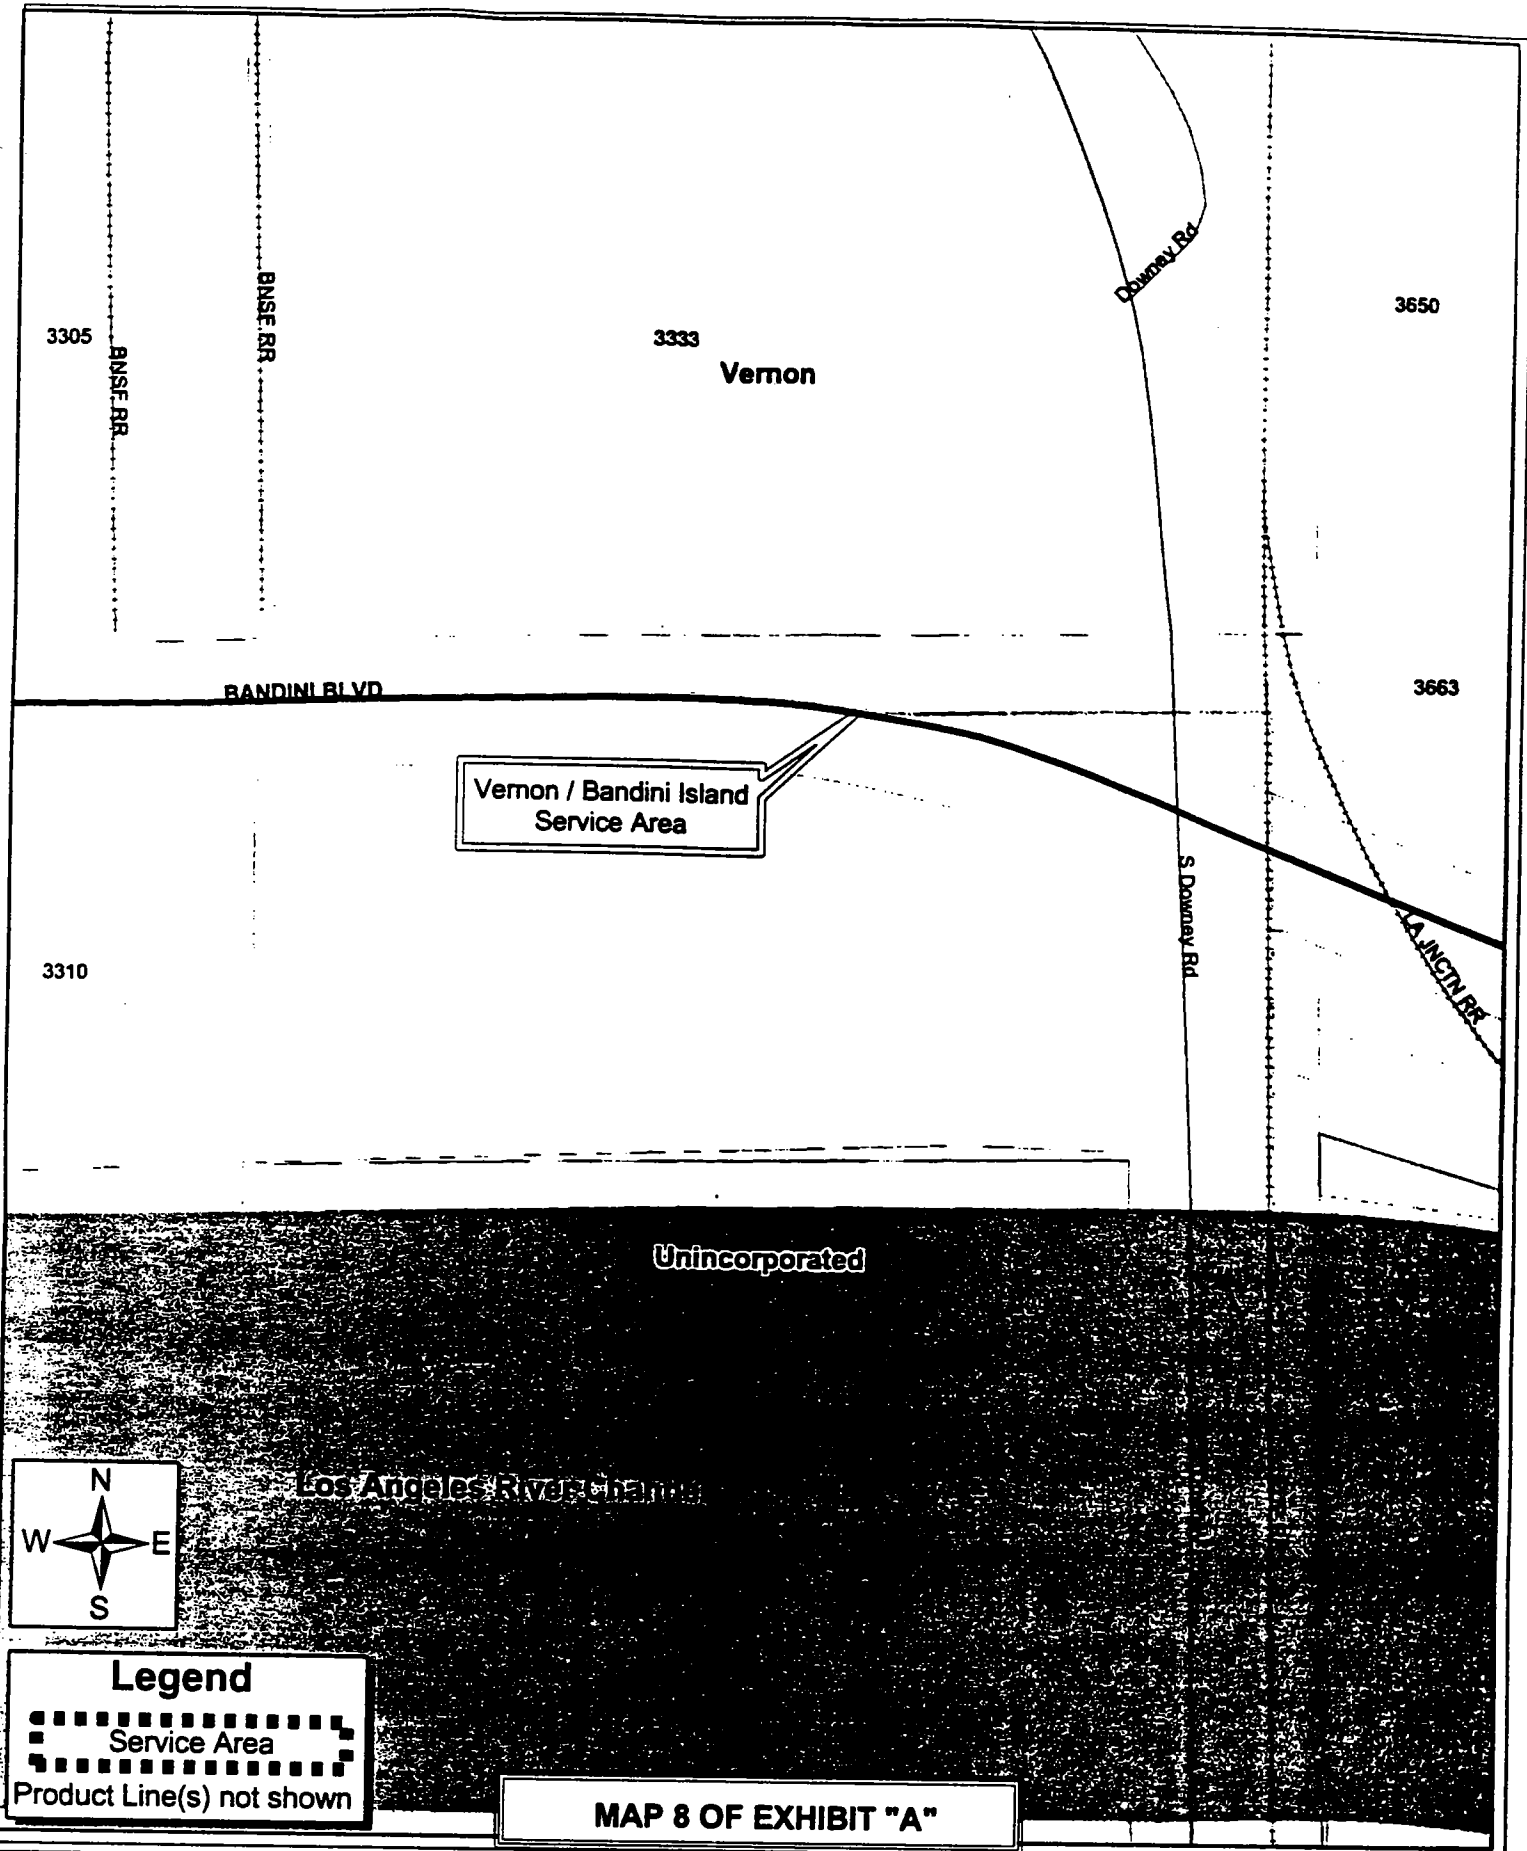 Downey Rd
3650
BNSF RR
3305
BNSF RR
3333
Vernon
BANDINI BLVD
3663
Vernon / Bandini Island
Service Area
S Downey Rd
LA JNCTN RR
3310
Unincorporated
Los Angeles River
N
W E
S
Legend
Service Area
Product Line(s) not shown
MAP 8 OF EXHIBIT "A"